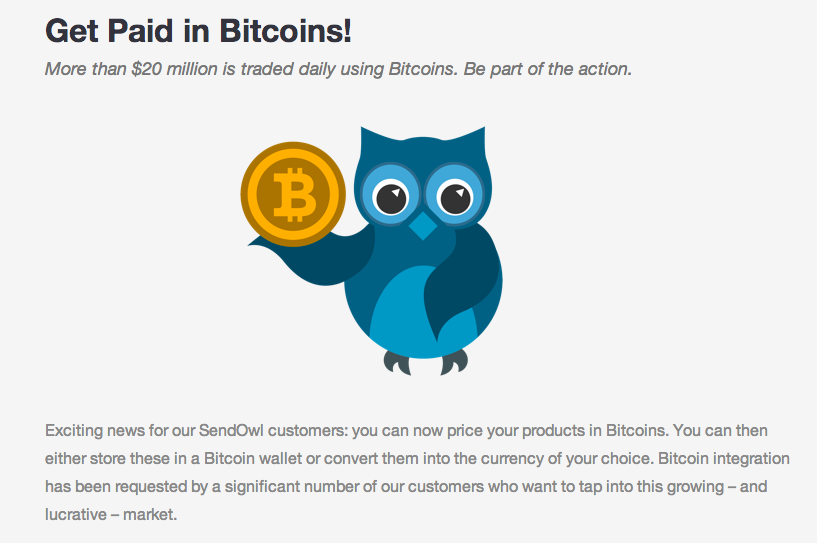 Get Paid in Bitcoins!
More than $20 million is traded daily using Bitcoins. Be part of the action.
Exciting news for our SendOwl customers: you can now price your products in Bitcoins. You can then
either store these in a Bitcoin wallet or convert them into the currency of your choice. Bitcoin integration
has been requested by a significant number of our customers who want to tap into this growing – and
lucrative – market.